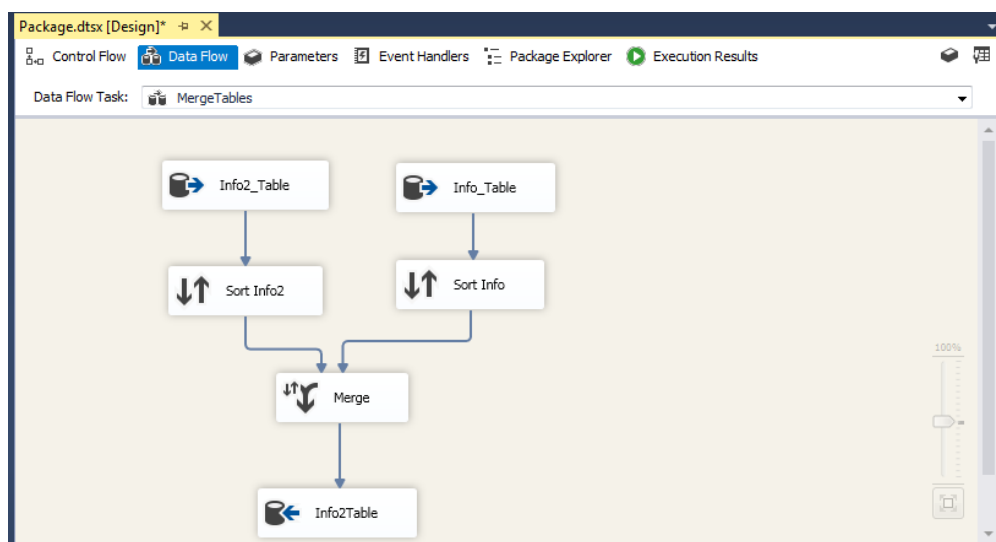 Package.dtsx [Design]*
Control Flow Data Flow Parameters Event Handlers Package Explorer Execution Results
Data Flow Task: MergeTables
Info2_Table Info_Table
Sort Info2 Sort Info
100%
Merge
Info2Table